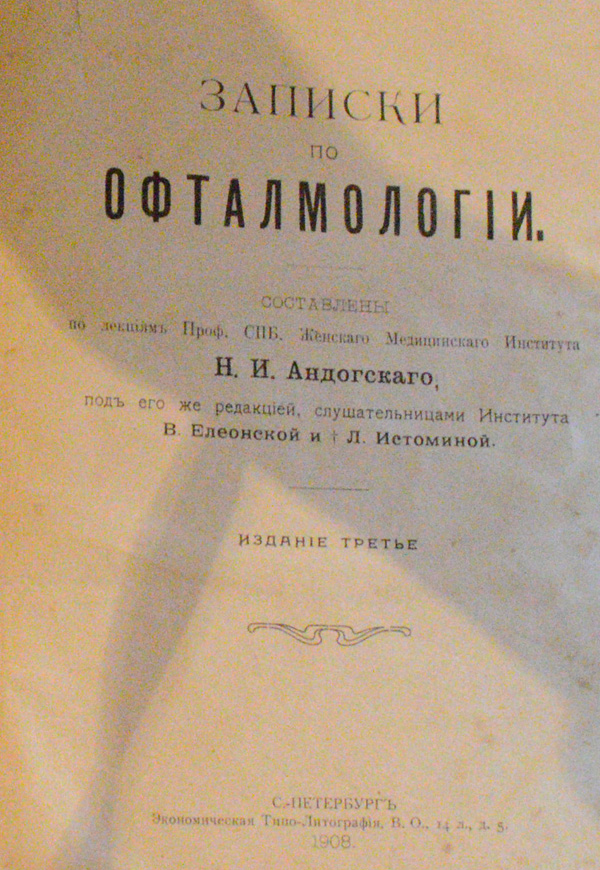 ЗАПИСКИ
ПО
ОФТАЛМОЛОГІИ.
СОСТАВЛЕНЫ
по лекціямъ Проф. СПБ. Женскаго Медицинскаго Института
Н. И. Андогскаго,
подъ его же редакціей, слушательницами Института
В. Елеонской и † Л. Истоминой.
ИЗДАНІЕ ТРЕТЬЕ
С.-ПЕТЕРБУРГЪ
Экономическая Типо-Литографія, В. О., 14 л., д. 5.
1908.